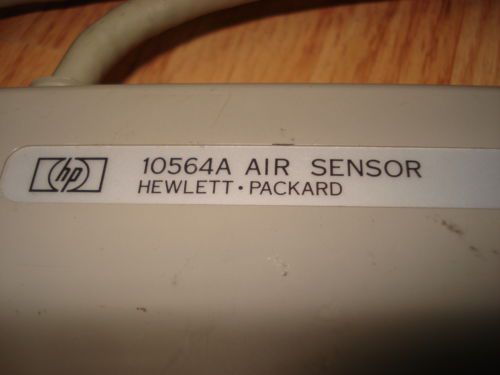 hp 10564A AIR SENSOR
HEWLETT • PACKARD